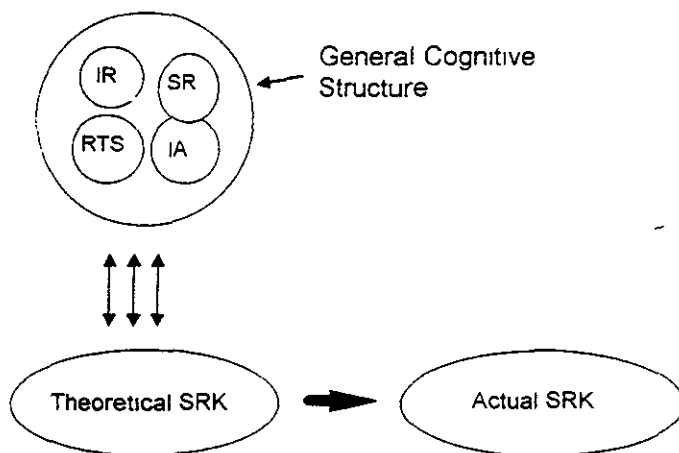 IR
SR
General Cognitive
Structure
RTS
IA
Theoretical SRK
Actual SRK